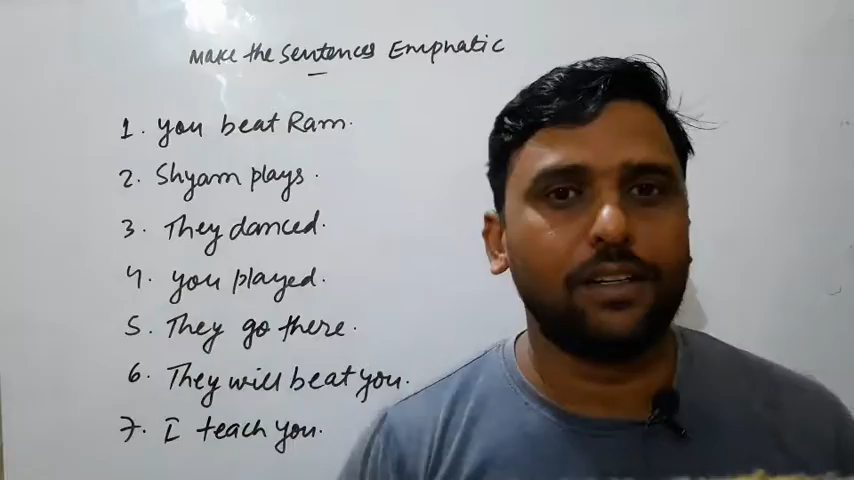 Make the Sentences Emphatic
1. You beat Ram.
2. Shyam plays.
3. They danced.
4. You played.
5. They go there.
6. They will beat you.
7. I teach you.